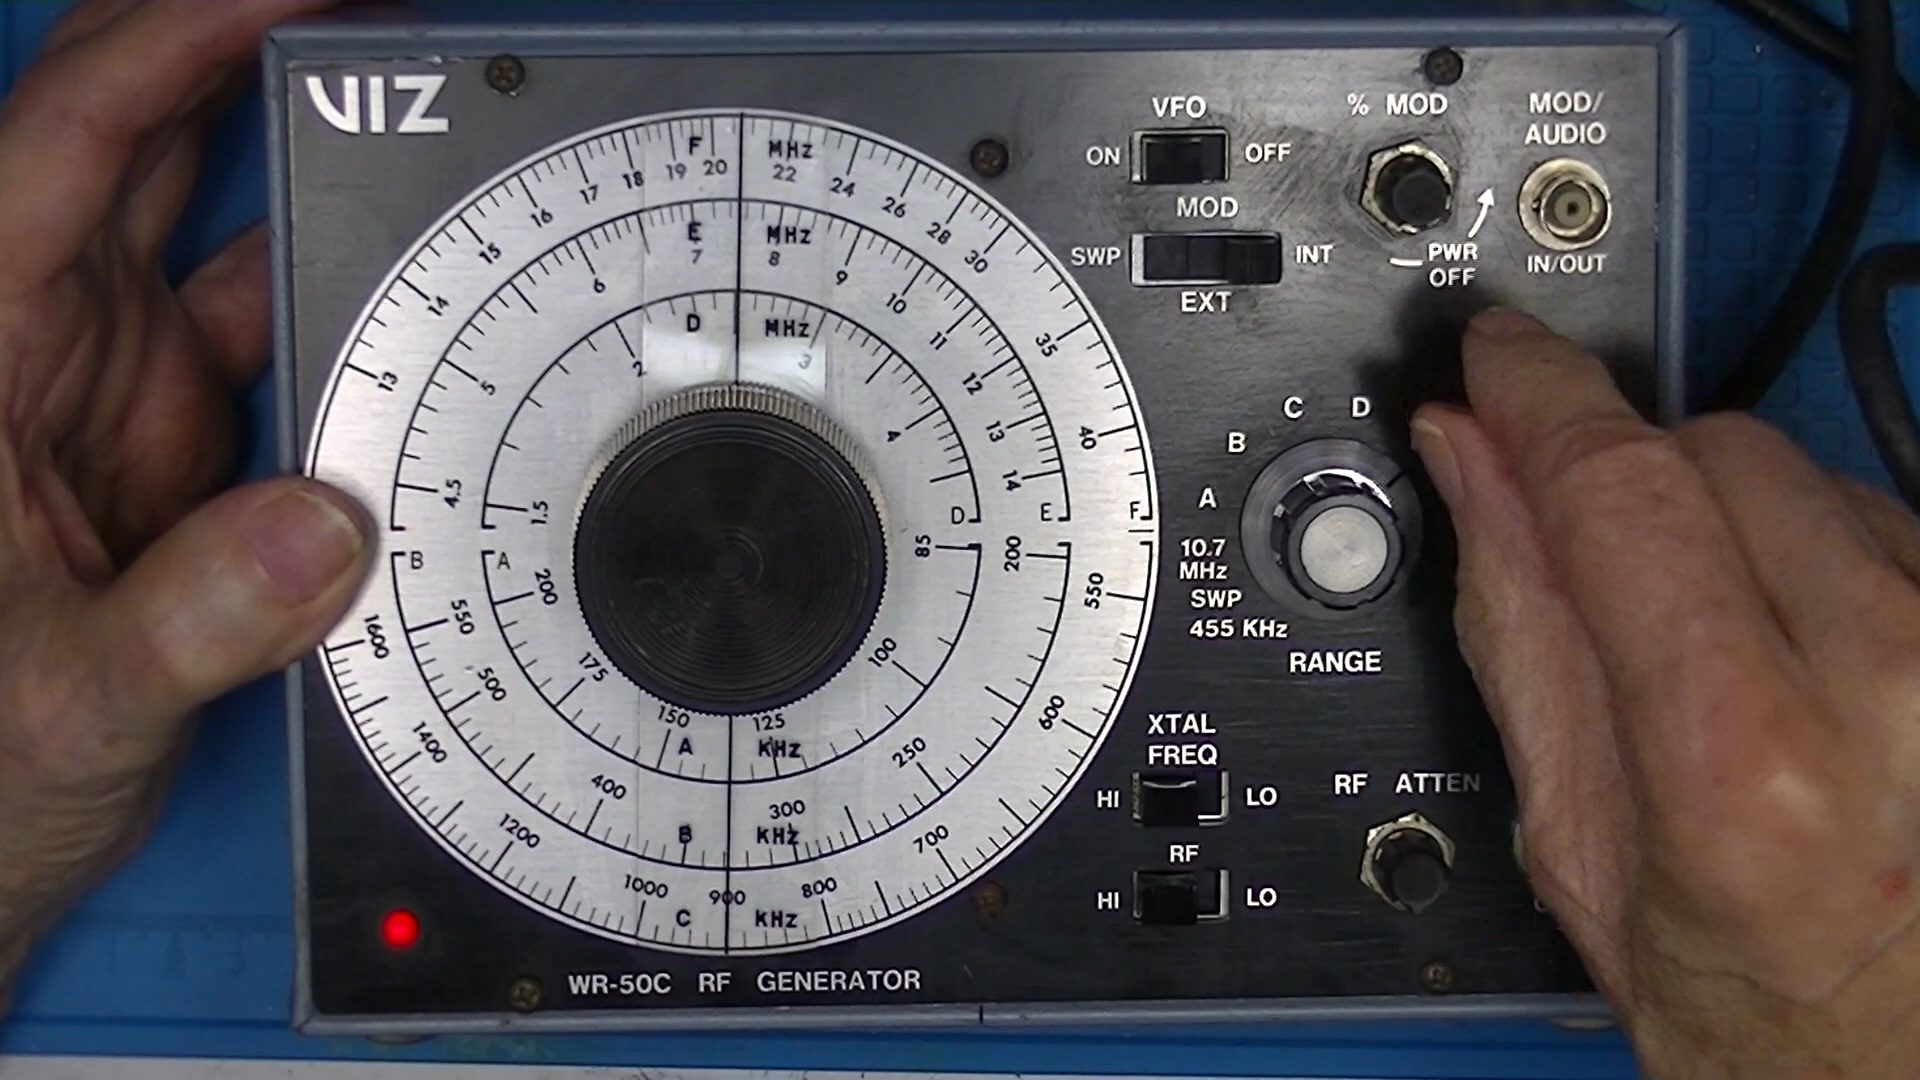 VIZ
VFO
ON
OFF
% MOD
MOD/
AUDIO
IN/OUT
MOD
SWP
INT
EXT
PWR
OFF
F MHz
13
14
15
16
17
18
19
20
22
24
26
28
30
35
40
F
E MHz
4.5
5
6
7
8
9
10
11
12
13
14
E
D MHz
1.5
2
3
4
D
B
A
85
200
550
200
550
1600
175
500
100
1400
150
125
A KHz
600
250
400
300
B KHz
1200
700
1000
900
800
C KHz
C
D
B
A
10.7
MHz
SWP
455 KHz
RANGE
XTAL
FREQ
HI
LO
RF ATTEN
RF
HI
LO
WR-50C RF GENERATOR